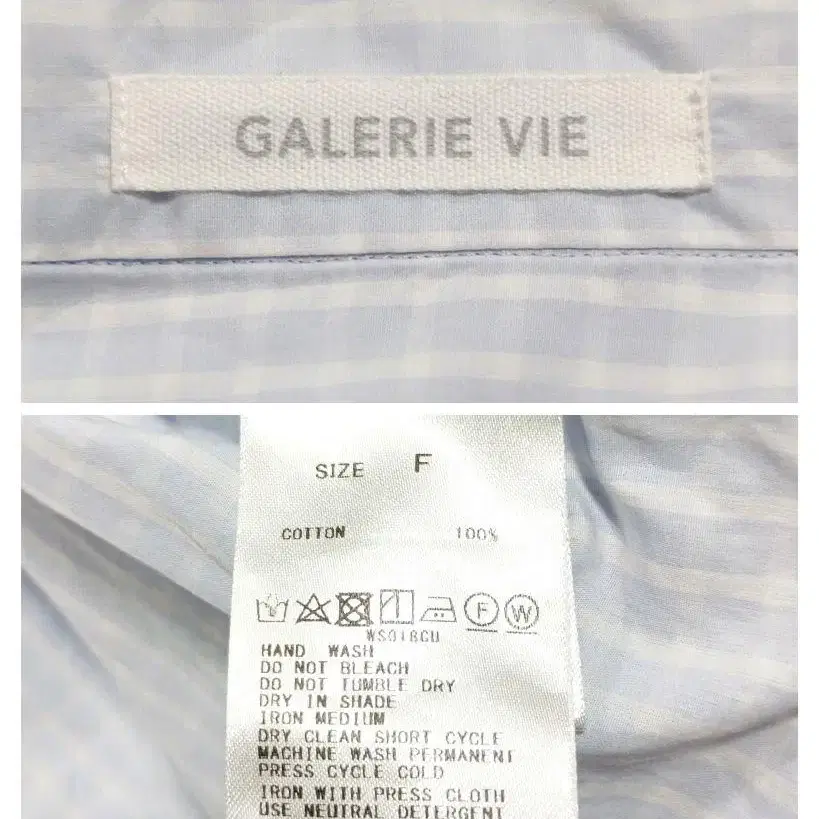 GALERIE VIE
SIZE F
COTTON 100%
F W
WS018CU
HAND WASH
DO NOT BLEACH
DO NOT TUMBLE DRY
DRY IN SHADE
IRON MEDIUM
DRY CLEAN SHORT CYCLE
MACHINE WASH PERMANENT
PRESS CYCLE COLD
IRON WITH PRESS CLOTH
USE NEUTRAL DETERGENT